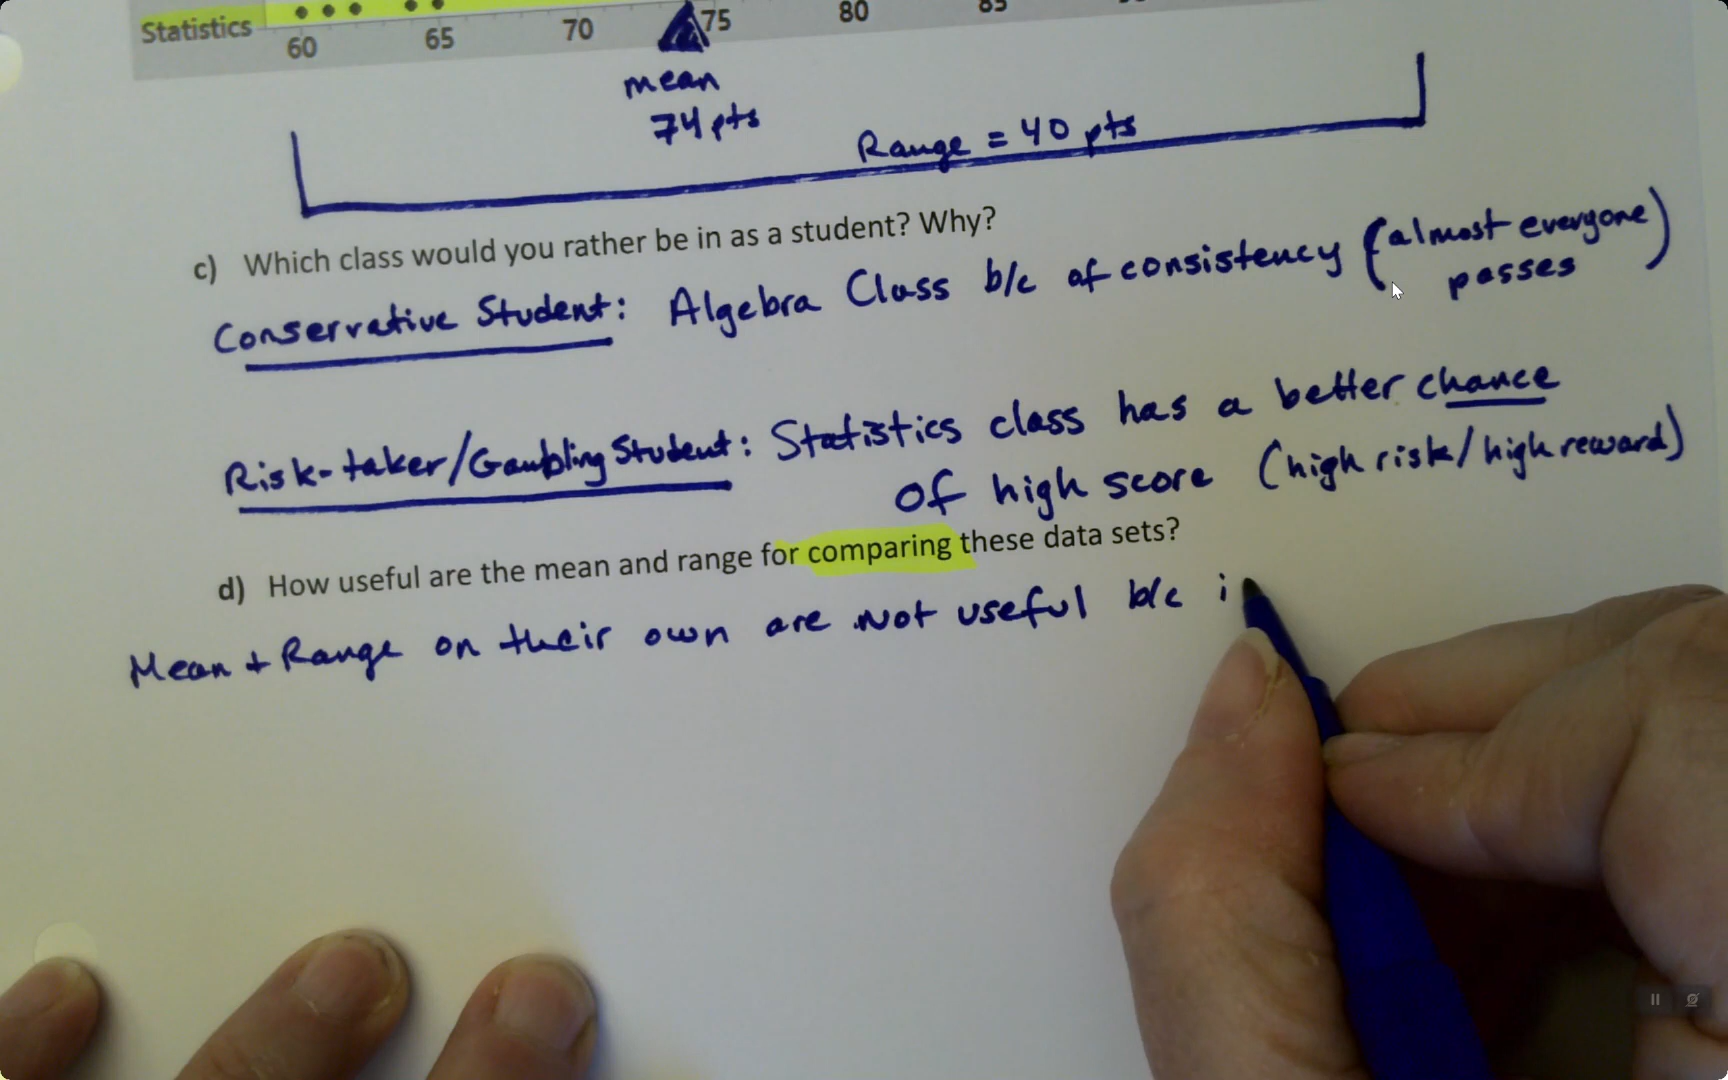 Statistics
60 65 70 75 80 85
mean
74 pts
Range = 40 pts
c) Which class would you rather be in as a student? Why?
Conservative Student: Algebra Class b/c of consistency (almost everyone
passes)
Risk-taker/Gambling Student: Statistics class has a better chance
of high score (high risk/high reward)
d) How useful are the mean and range for comparing these data sets?
Mean + Range on their own are Not useful b/c i